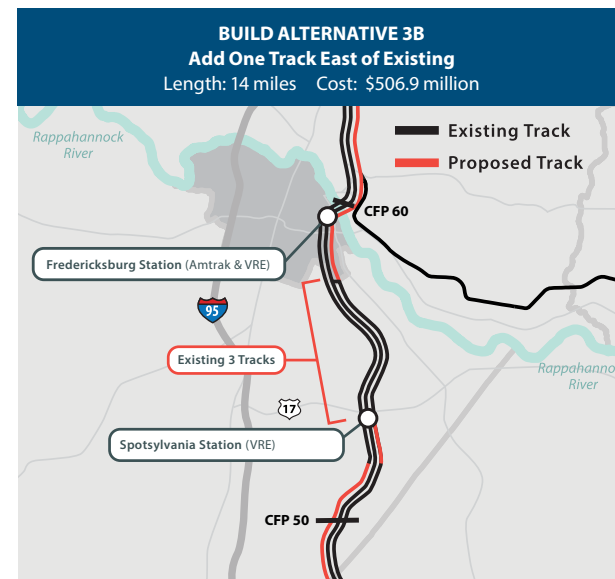 BUILD ALTERNATIVE 3B
Add One Track East of Existing
Length: 14 miles Cost: $506.9 million
Rappahannock
River
Existing Track
Proposed Track
CFP 60
Fredericksburg Station (Amtrak & VRE)
95
Existing 3 Tracks
Rappahannock
River
17
Spotsylvania Station (VRE)
CFP 50